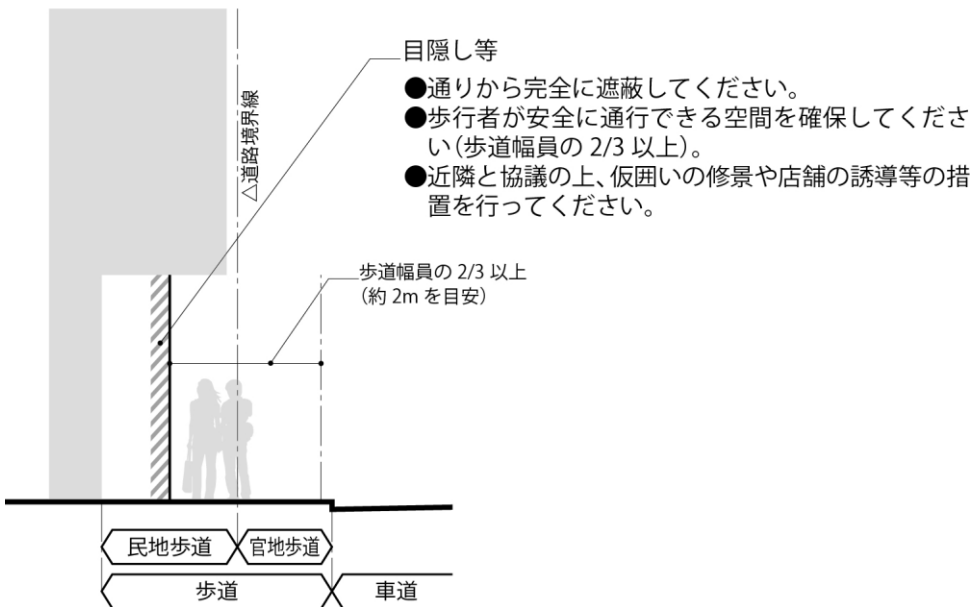 目隠し等
●通りから完全に遮蔽してください。
●歩行者が安全に通行できる空間を確保してくださ
い(歩道幅員の 2/3 以上)。
●近隣と協議の上、仮囲いの修景や店舗の誘導等の措
置を行ってください。
△道路境界線
歩道幅員の 2/3 以上
(約 2m を目安)
民地歩道
官地歩道
歩道
車道